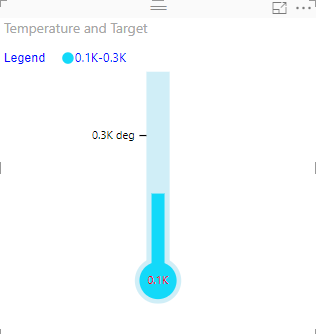 Temperature and Target
Legend 0.1K-0.3K
0.3K deg
0.1K